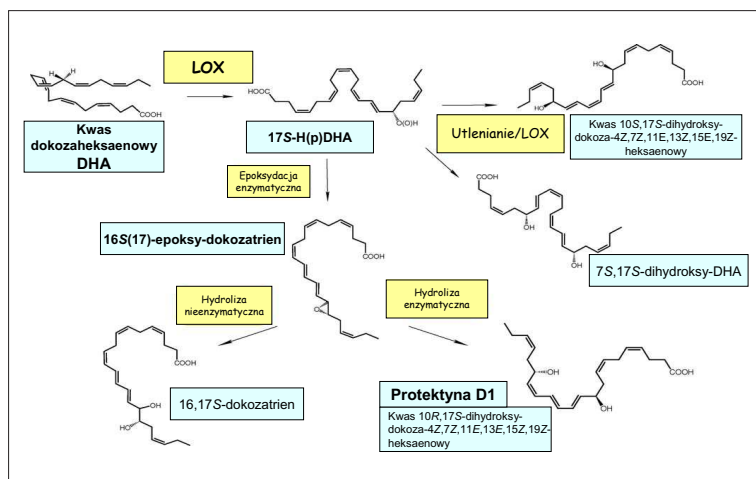 LOX
H
H
COOH
Kwas
dokozaheksaenowy
DHA
HOOC
O(O)H
17S-H(p)DHA
Utlenianie/LOX
HO
HO
COOH
Kwas 10S,17S-dihydroksy-
dokoza-4Z,7Z,11E,13Z,15E,19Z-
heksaenowy
Epoksydacja
enzymatyczna
COOH
OH
OH
7S,17S-dihydroksy-DHA
16S(17)-epoksy-dokozatrien
COOH
O
Hydroliza
nieenzymatyczna
Hydroliza
enzymatyczna
COOH
OH
HO
16,17S-dokozatrien
OH
OH
COOH
Protektyna D1
Kwas 10R,17S-dihydroksy-
dokoza-4Z,7Z,11E,13E,15Z,19Z-
heksaenowy